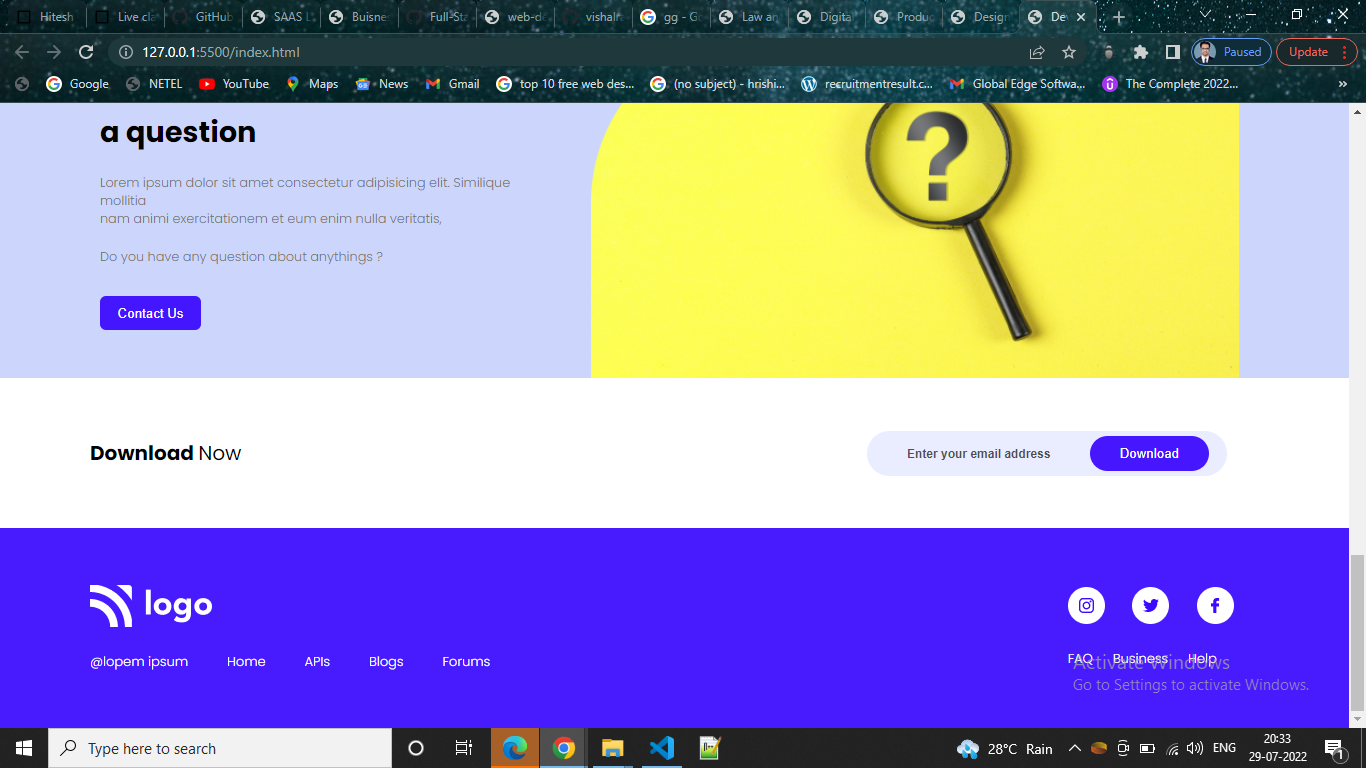 Hitesh
Live cla
GitHub
SAAS L
Buisne
Full-Sta
web-d
vishalra
gg - G
Law an
Digita
Produc
Design
De
127.0.0.1:5500/index.html
Paused
Update
Google
NETEL
YouTube
Maps
News
Gmail
top 10 free web des...
(no subject) - hrishi...
recruitmentresult.c...
Global Edge Softwa...
The Complete 2022...
»
a question
Lorem ipsum dolor sit amet consectetur adipisicing elit. Similique
mollitia
nam animi exercitationem et eum enim nulla veritatis,
Do you have any question about anythings ?
Contact Us
?
Download Now
Enter your email address
Download
logo
@lopem ipsum
Home
APIs
Blogs
Forums
FAQ
Business
Help
Activate Windows
Go to Settings to activate Windows.
Type here to search
28°C Rain
ENG
20:33
29-07-2022
1